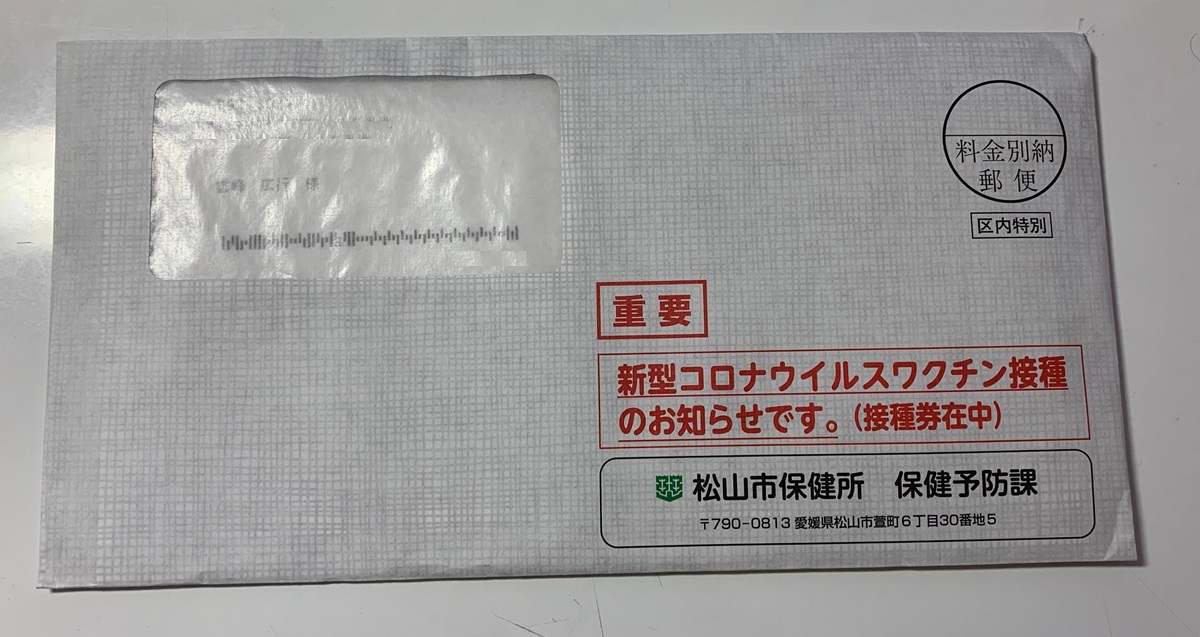 広行 様
料金別納
郵便
区内特別
重要
新型コロナウイルスワクチン接種
のお知らせです。(接種券在中)
松山市保健所 保健予防課
〒790-0813 愛媛県松山市萱町6丁目30番地5